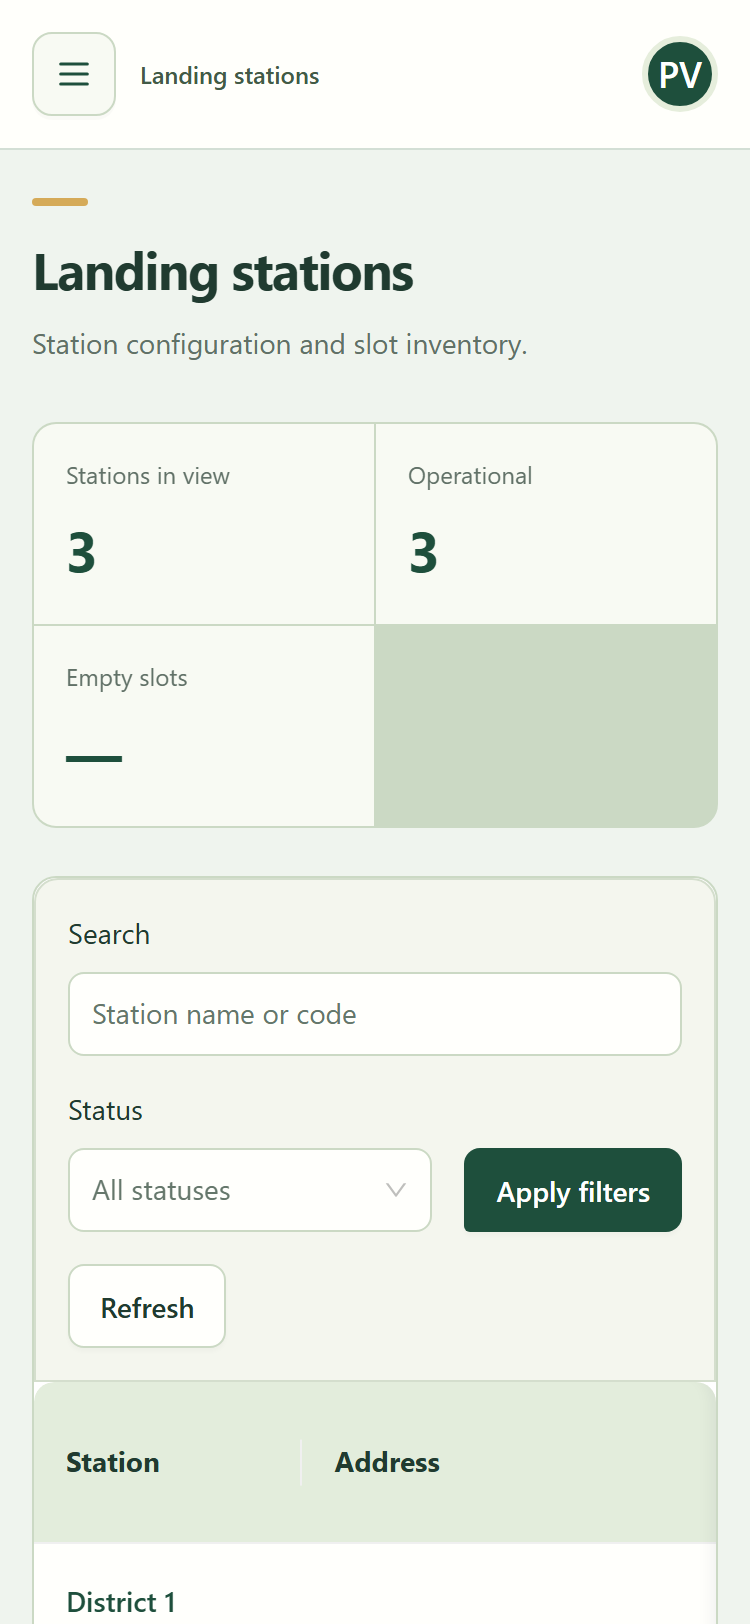 Landing stations
PV
Landing stations
Station configuration and slot inventory.
Stations in view
Operational
3
3
Empty slots
—
Search
Station name or code
Status
All statuses
Apply filters
Refresh
Station
Address
District 1